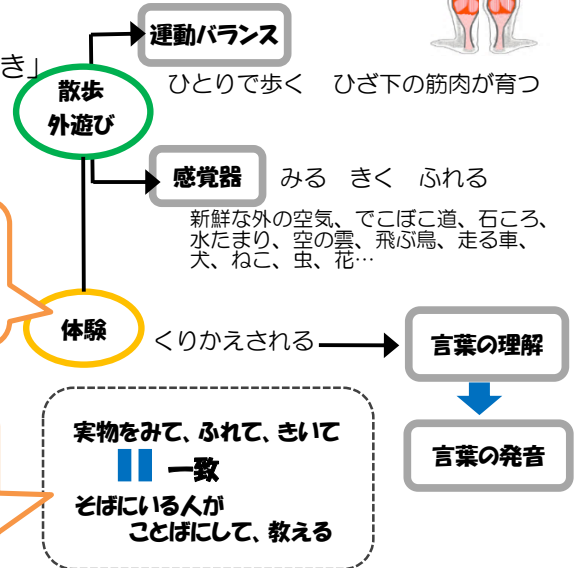 運動バランス
き」
ひとりで歩く　ひざ下の筋肉が育つ
散歩
外遊び
感覚器
みる　きく　ふれる
新鮮な外の空気、でこぼこ道、石ころ、
水たまり、空の雲、飛ぶ鳥、走る車、
犬、ねこ、虫、花…
体験
くりかえされる
言葉の理解
言葉の発音
実物をみて、ふれて、きいて
一致
そばにいる人が
ことばにして、教える